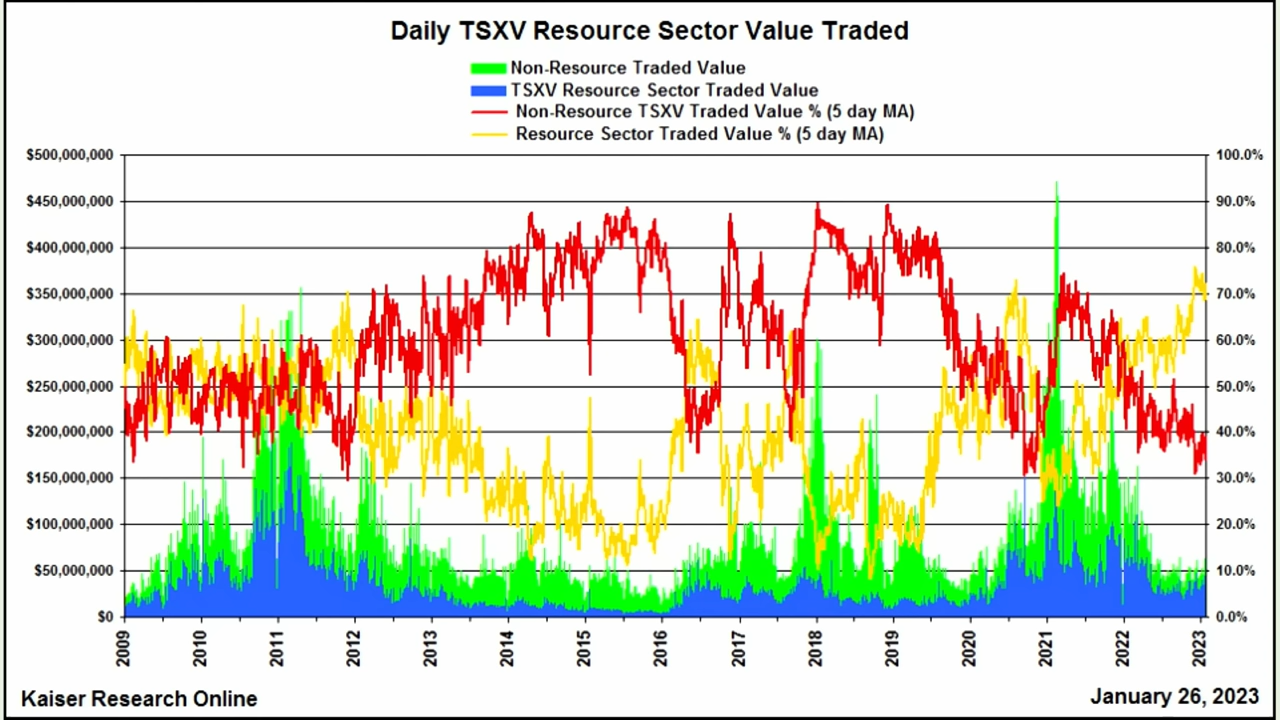 Daily TSXV Resource Sector Value Traded
Non-Resource Traded Value
TSXV Resource Sector Traded Value
Non-Resource TSXV Traded Value % (5 day MA)
Resource Sector Traded Value % (5 day MA)
$500,000,000 100.0%
$450,000,000 90.0%
$400,000,000 80.0%
$350,000,000 70.0%
$300,000,000 60.0%
$250,000,000 50.0%
$200,000,000 40.0%
$150,000,000 30.0%
$100,000,000 20.0%
$50,000,000 10.0%
$0 0.0%
2009 2010 2011 2012 2013 2014 2015 2016 2017 2018 2019 2020 2021 2022 2023
Kaiser Research Online January 26, 2023